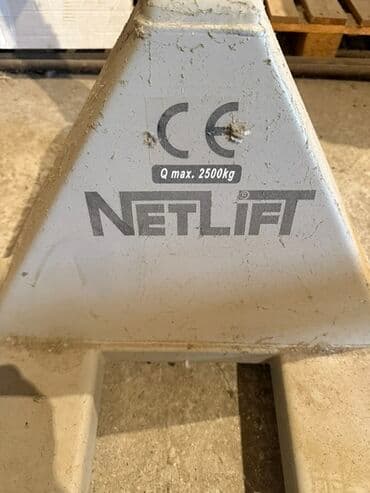 CE
Q max. 2500kg
NETLIFT